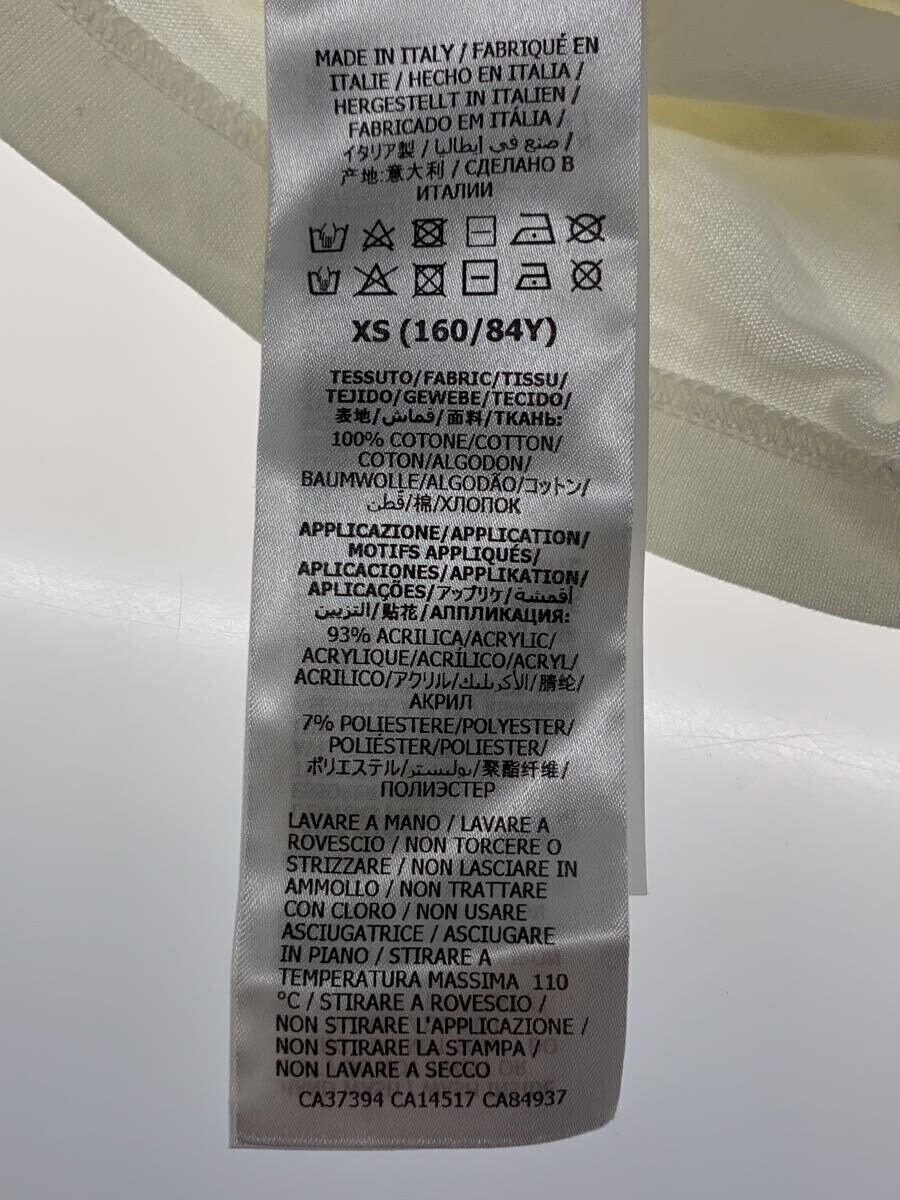 MADE IN ITALY / FABRIQUÉ EN
ITALIE / HECHO EN ITALIA /
HERGESTELLT IN ITALIEN /
FABRICADO EM ITÁLIA /
イタリア製 / صنع في إيطاليا /
产地:意大利 / СДЕЛАНО В
ИТАЛИИ
XS (160/84Y)
TESSUTO/FABRIC/TISSU/
TEJIDO/GEWEBE/TECIDO/
表地/قماش/面料/ТКАНЬ:
100% COTONE/COTTON/
COTON/ALGODON/
BAUMWOLLE/ALGODÃO/コットン/
قطن/棉/ХЛОПОК
APPLICAZIONE/APPLICATION/
MOTIFS APPLIQUÉS/
APLICACIONES/APPLIKATION/
APLICAÇÕES/アップリケ/أقمشة
التزيين/贴花/АППЛИКАЦИЯ:
93% ACRILICA/ACRYLIC/
ACRYLIQUE/ACRÍLICO/ACRYL/
ACRILICO/アクリル/الأكريليك/腈纶/
АКРИЛ
7% POLIESTERE/POLYESTER/
POLIÉSTER/POLIESTER/
ポリエステル/بوليستر/聚酯纤维/
ПОЛИЭСТЕР
LAVARE A MANO / LAVARE A
ROVESCIO / NON TORCERE O
STRIZZARE / NON LASCIARE IN
AMMOLLO / NON TRATTARE
CON CLORO / NON USARE
ASCIUGATRICE / ASCIUGARE
IN PIANO / STIRARE A
TEMPERATURA MASSIMA 110
°C / STIRARE A ROVESCIO /
NON STIRARE L'APPLICAZIONE /
NON STIRARE LA STAMPA /
NON LAVARE A SECCO
CA37394 CA14517 CA84937